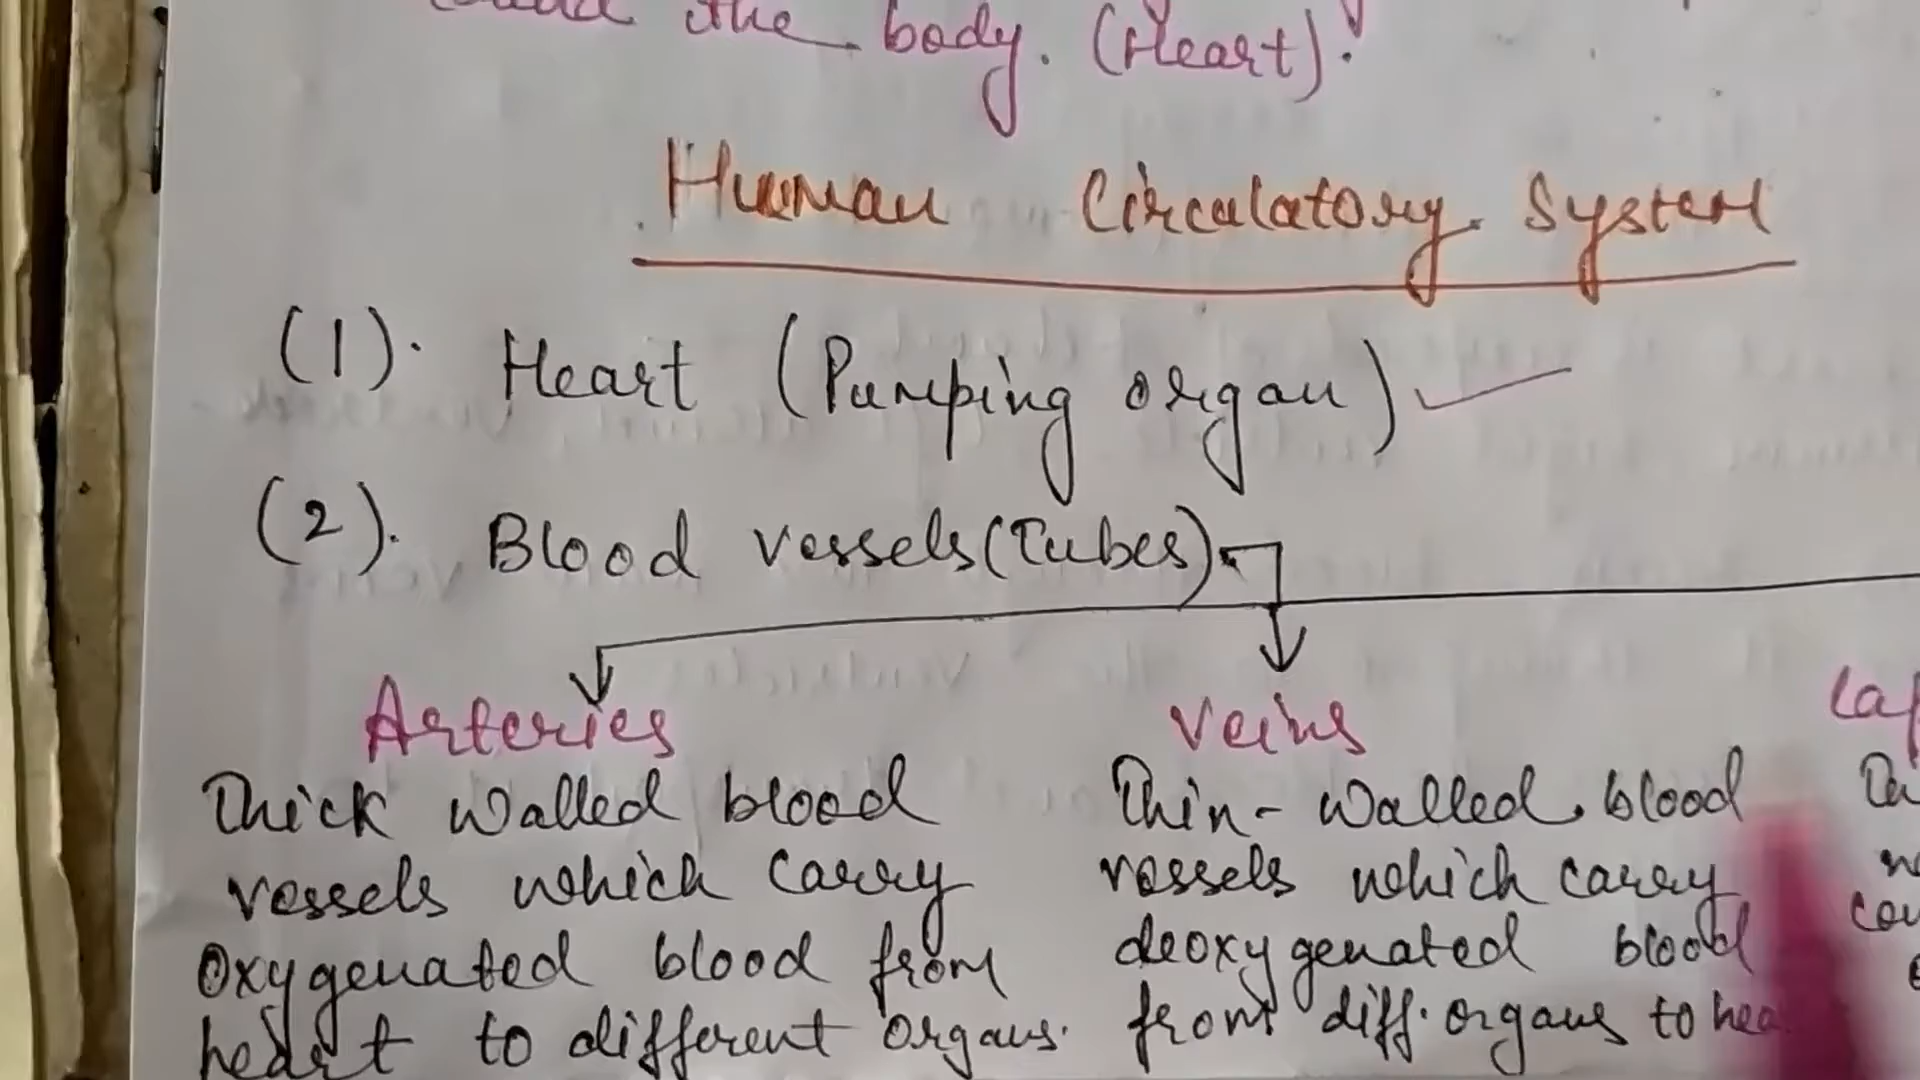 the body. (Heart).
Human Circulatory System
(1). Heart (Pumping organ)
(2). Blood vessels (Tubes)
Arteries Veins
Thick walled blood Thin-walled blood
vessels which carry vessels which carry
oxygenated blood from deoxygenated blood
heart to different organs. from diff. organs to